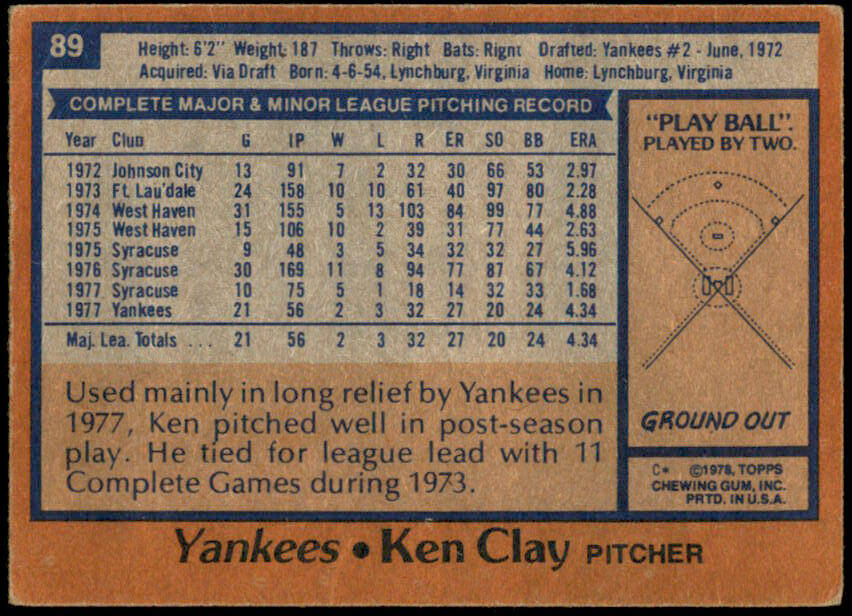 89
Height: 6'2" Weight: 187 Throws: Right Bats: Right Drafted: Yankees #2 - June, 1972
Acquired: Via Draft Born: 4-6-54, Lynchburg, Virginia Home: Lynchburg, Virginia
COMPLETE MAJOR & MINOR LEAGUE PITCHING RECORD
Year Club G IP W L R ER SO BB ERA
1972 Johnson City 13 91 7 2 32 30 66 53 2.97
1973 Ft. Lau'dale 24 158 10 10 61 40 97 80 2.28
1974 West Haven 31 155 5 13 103 84 99 77 4.88
1975 West Haven 15 106 10 2 39 31 77 44 2.63
1975 Syracuse 9 48 3 5 34 32 32 27 5.96
1976 Syracuse 30 169 11 8 94 77 87 67 4.12
1977 Syracuse 10 75 5 1 18 14 32 33 1.68
1977 Yankees 21 56 2 3 32 27 20 24 4.34
Maj. Lea. Totals ... 21 56 2 3 32 27 20 24 4.34
Used mainly in long relief by Yankees in
1977, Ken pitched well in post-season
play. He tied for league lead with 11
Complete Games during 1973.
"PLAY BALL".
PLAYED BY TWO.
GROUND OUT
C* ©1978, TOPPS
CHEWING GUM, INC.
PRTD. IN U.S.A.
Yankees • Ken Clay PITCHER